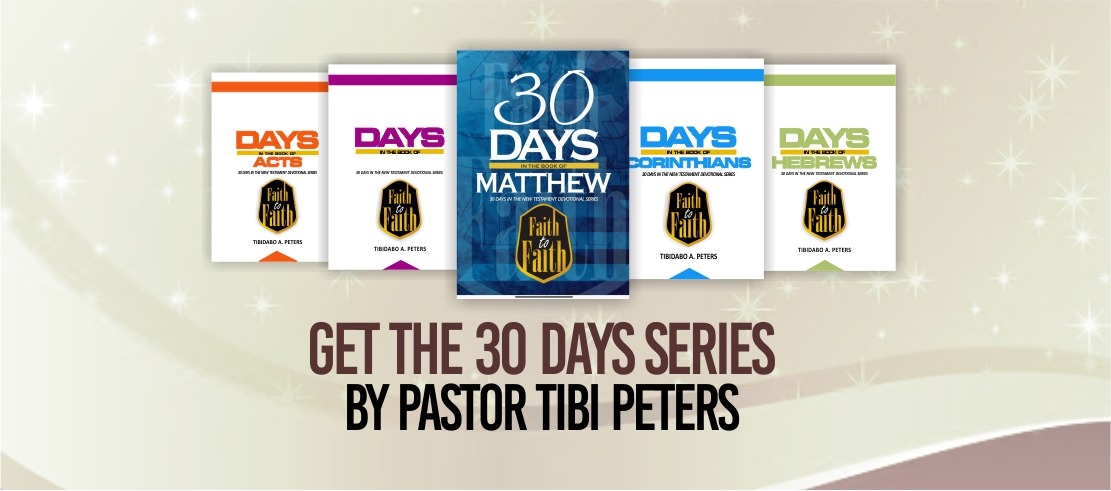 DAYS
IN THE BOOK OF
ACTS
30 DAYS IN THE NEW TESTAMENT DEVOTIONAL SERIES
Faith
to
Faith
TIBIDABO A. PETERS
DAYS
IN THE BOOK OF
30 DAYS IN THE NEW TESTAMENT DEVOTIONAL SERIES
Faith
to
Faith
TIBIDABO A. PETERS
30
DAYS
IN THE BOOK OF
MATTHEW
30 DAYS IN THE NEW TESTAMENT DEVOTIONAL SERIES
Faith
to
Faith
DAYS
IN THE BOOK OF
CORINTHIANS
30 DAYS IN THE NEW TESTAMENT DEVOTIONAL SERIES
Faith
to
Faith
TIBIDABO A. PETERS
DAYS
IN THE BOOK OF
HEBREWS
30 DAYS IN THE NEW TESTAMENT DEVOTIONAL SERIES
Faith
to
Faith
TIBIDABO A. PETERS
GET THE 30 DAYS SERIES
BY PASTOR TIBI PETERS